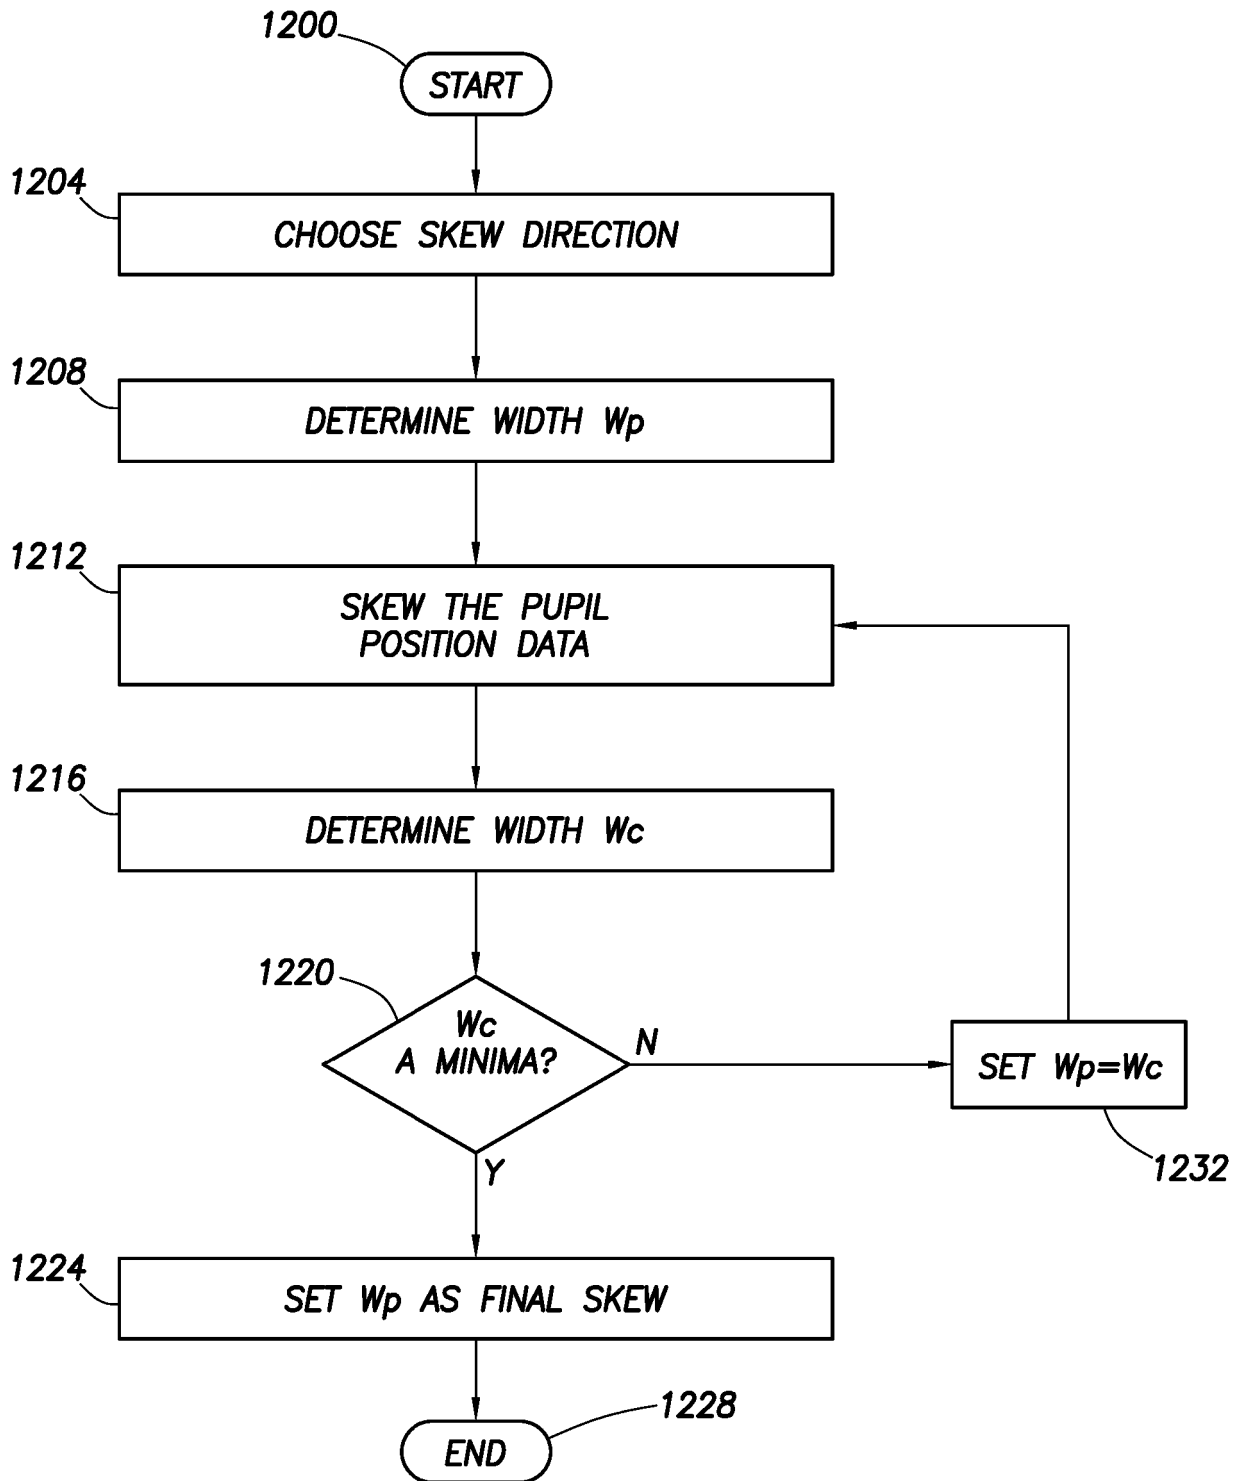 1200
START
1204
CHOOSE SKEW DIRECTION
1208
DETERMINE WIDTH Wp
1212
SKEW THE PUPIL
POSITION DATA
1216
DETERMINE WIDTH Wc
1220
Wc
A MINIMA?
N
SET Wp=Wc
1232
Y
1224
SET Wp AS FINAL SKEW
1228
END